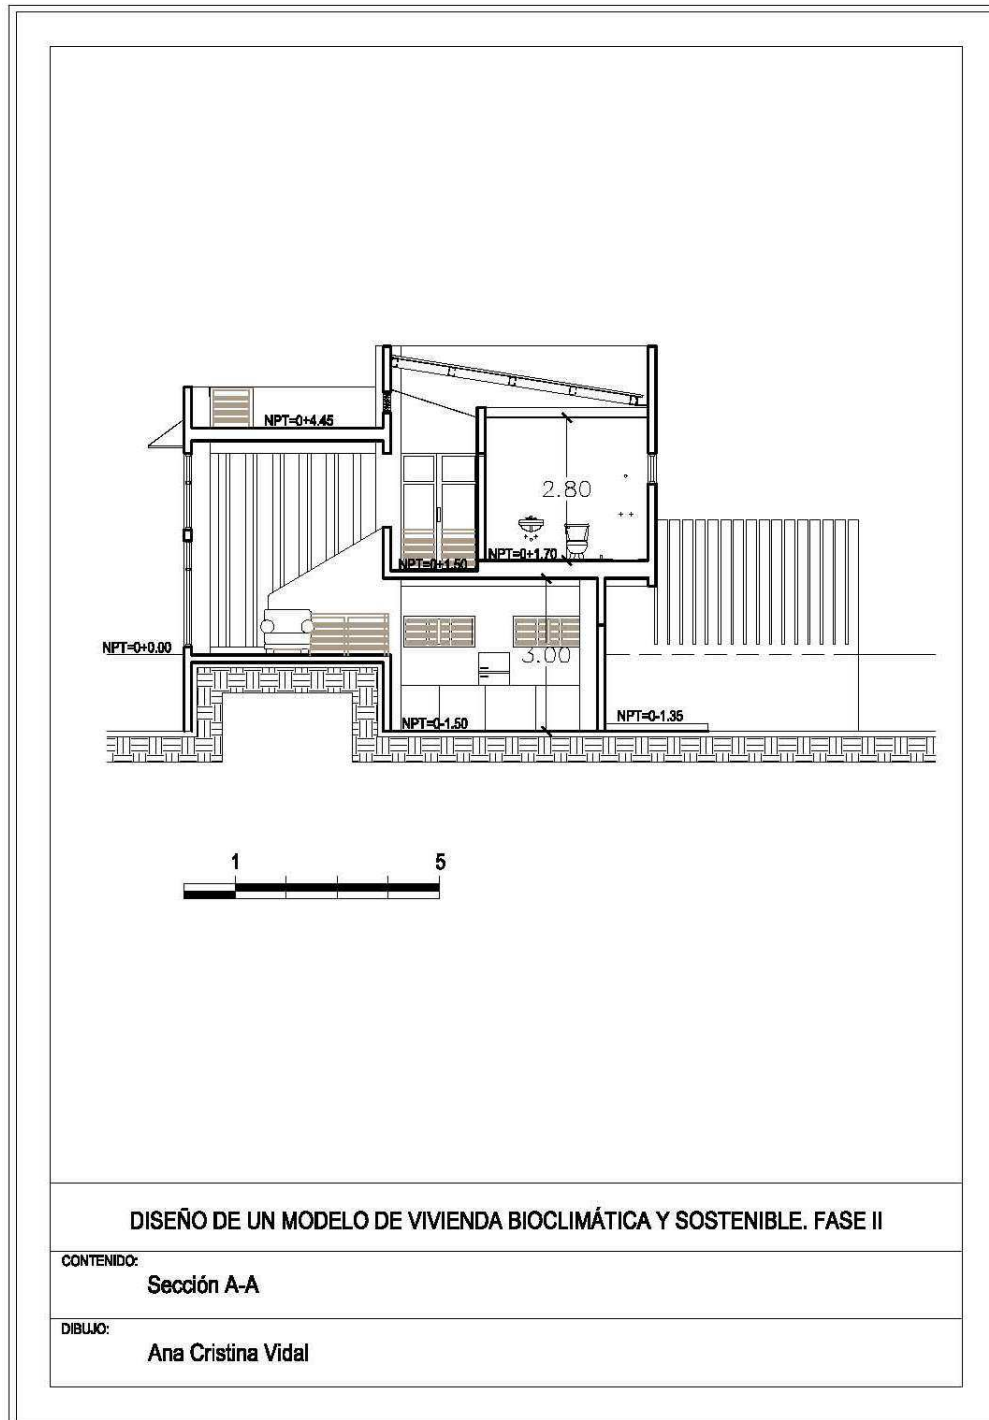 NPT=0+4.45
2.80
NPT=0+1.70
NPT=0+1.50
NPT=0+0.00
3.00
NPT=0-1.35
NPT=0-1.50
1 5
DISEÑO DE UN MODELO DE VIVIENDA BIOCLIMÁTICA Y SOSTENIBLE. FASE II
CONTENIDO:
Sección A-A
DIBUJO:
Ana Cristina Vidal